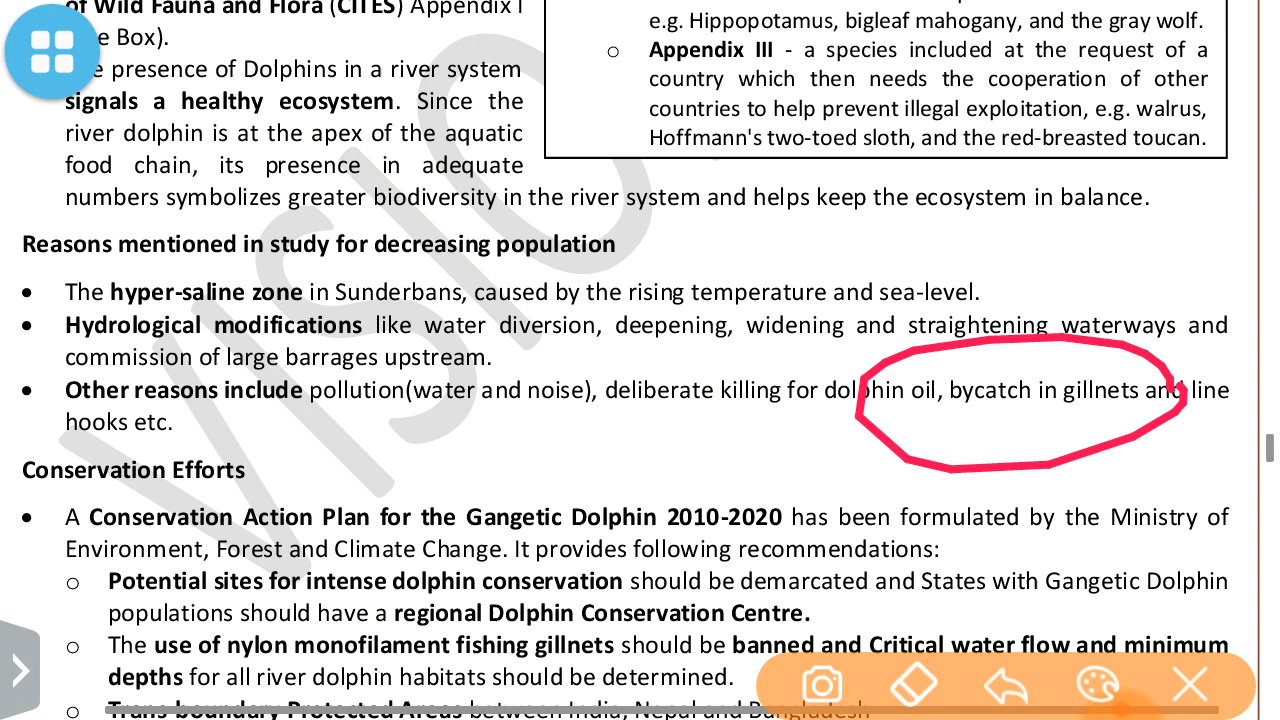 of Wild Fauna and Flora (CITES) Appendix I
e Box).
e presence of Dolphins in a river system
signals a healthy ecosystem. Since the
river dolphin is at the apex of the aquatic
food chain, its presence in adequate
numbers symbolizes greater biodiversity in the river system and helps keep the ecosystem in balance.
e.g. Hippopotamus, bigleaf mahogany, and the gray wolf.
o Appendix III - a species included at the request of a
country which then needs the cooperation of other
countries to help prevent illegal exploitation, e.g. walrus,
Hoffmann's two-toed sloth, and the red-breasted toucan.
Reasons mentioned in study for decreasing population
• The hyper-saline zone in Sunderbans, caused by the rising temperature and sea-level.
• Hydrological modifications like water diversion, deepening, widening and straightening waterways and
commission of large barrages upstream.
• Other reasons include pollution(water and noise), deliberate killing for dolphin oil, bycatch in gillnets and line
hooks etc.
Conservation Efforts
• A Conservation Action Plan for the Gangetic Dolphin 2010-2020 has been formulated by the Ministry of
Environment, Forest and Climate Change. It provides following recommendations:
o Potential sites for intense dolphin conservation should be demarcated and States with Gangetic Dolphin
populations should have a regional Dolphin Conservation Centre.
o The use of nylon monofilament fishing gillnets should be banned and Critical water flow and minimum
depths for all river dolphin habitats should be determined.
o Trans-boundary Protected Areas between India, Nepal and Bangladesh
VISIO